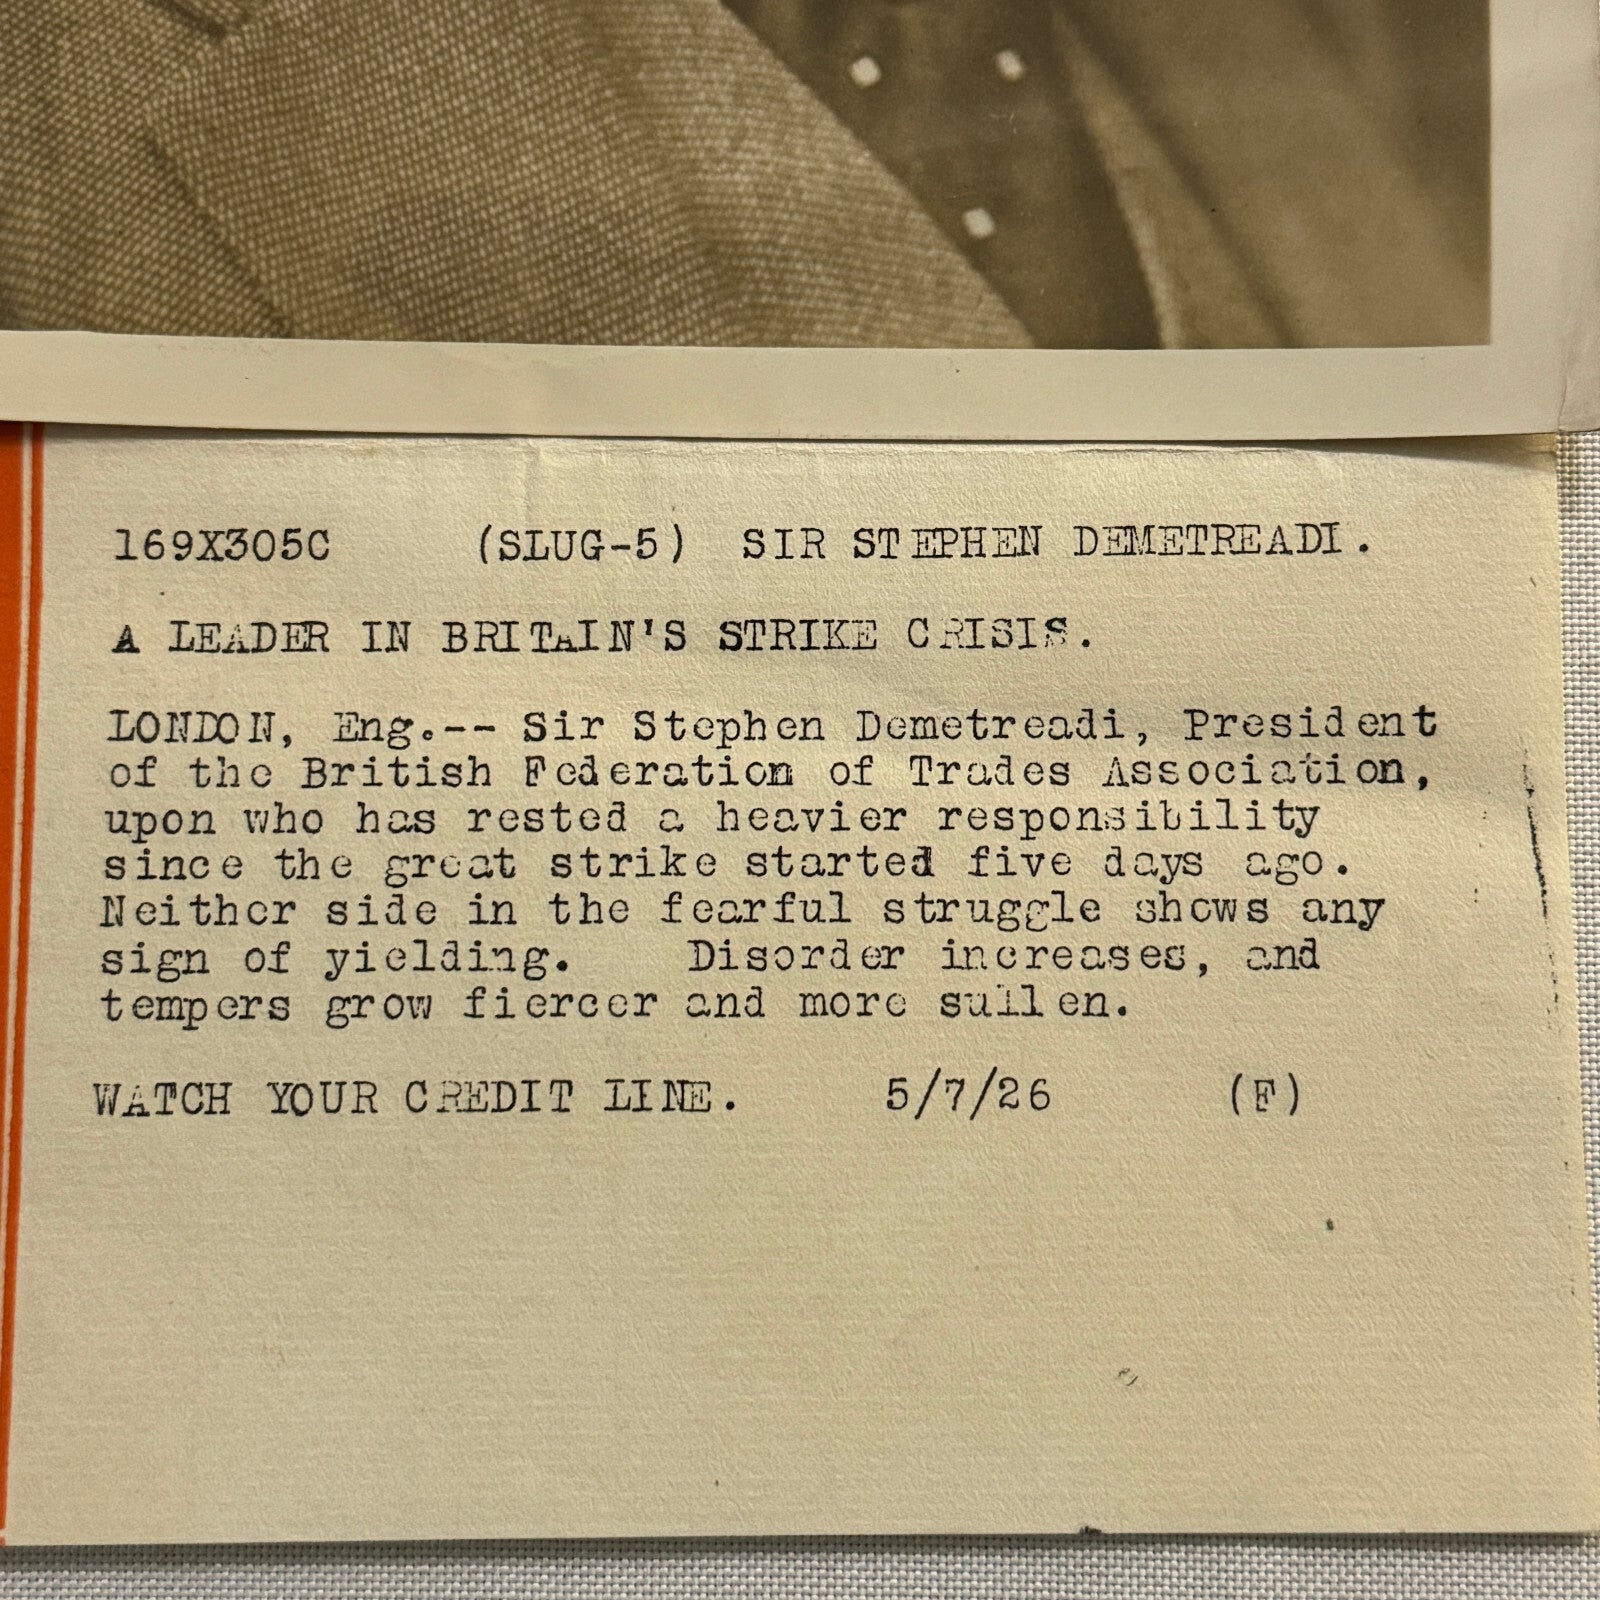 169X305C (SLUG-5) SIR STEPHEN DEMETREADI.
A LEADER IN BRITAIN'S STRIKE CRISIS.
LONDON, Eng.-- Sir Stephen Demetreadi, President
of the British Federation of Trades Association,
upon who has rested a heavier responsibility
since the great strike started five days ago.
Neither side in the fearful struggle shows any
sign of yielding. Disorder increases, and
tempers grow fiercer and more sullen.
WATCH YOUR CREDIT LINE. 5/7/26 (F)